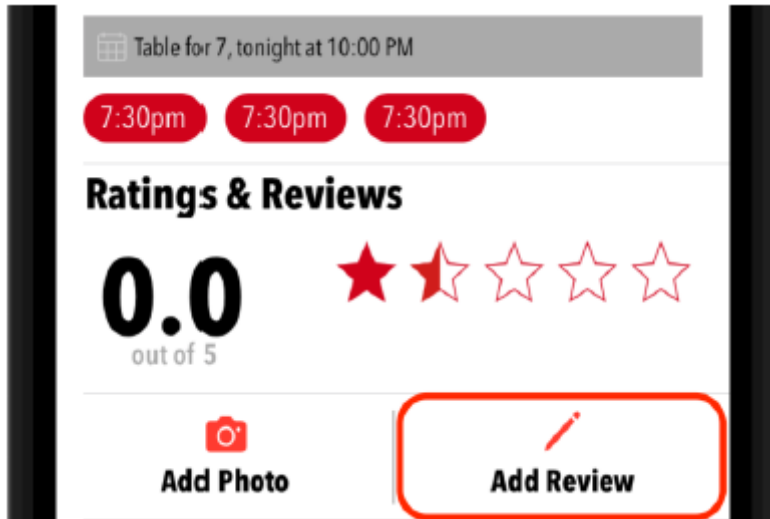 Table for 7, tonight at 10:00 PM
7:30pm 7:30pm 7:30pm
Ratings & Reviews
0.0
out of 5
Add Photo Add Review